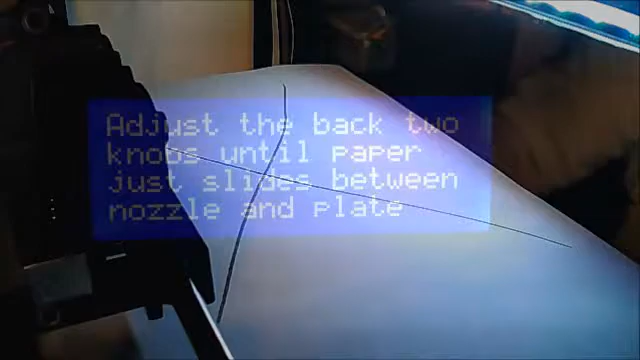 Adjust the back two
knobs until paper
just slides between
nozzle and plate